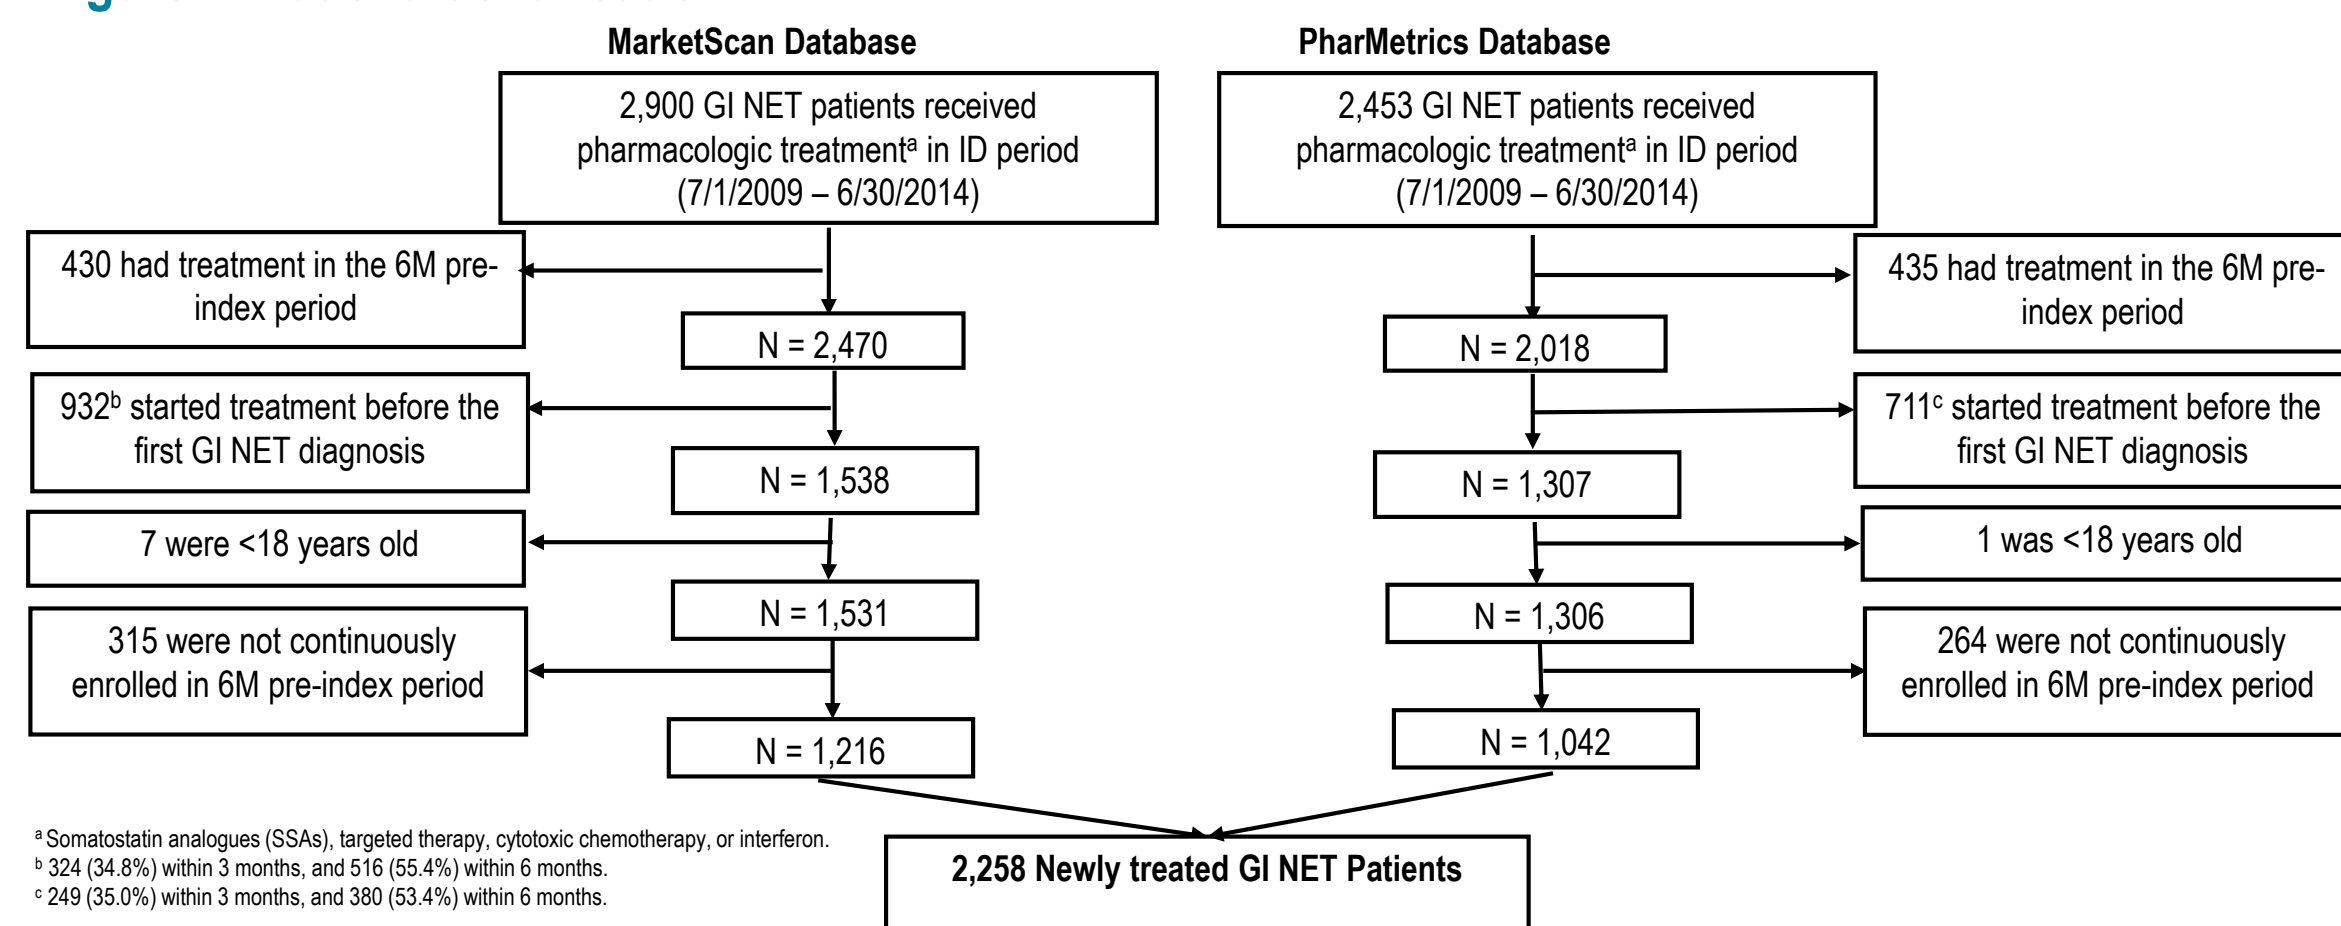 MarketScan Database
PharMetrics Database
2,900 GI NET patients received
pharmacologic treatmentᵃ in ID period
(7/1/2009 – 6/30/2014)
2,453 GI NET patients received
pharmacologic treatmentᵃ in ID period
(7/1/2009 – 6/30/2014)
430 had treatment in the 6M pre-
index period
435 had treatment in the 6M pre-
index period
N = 2,470
N = 2,018
932ᵇ started treatment before the
first GI NET diagnosis
711ᶜ started treatment before the
first GI NET diagnosis
N = 1,538
N = 1,307
7 were <18 years old
1 was <18 years old
N = 1,531
N = 1,306
315 were not continuously
enrolled in 6M pre-index period
264 were not continuously
enrolled in 6M pre-index period
N = 1,216
N = 1,042
ᵃ Somatostatin analogues (SSAs), targeted therapy, cytotoxic chemotherapy, or interferon.
ᵇ 324 (34.8%) within 3 months, and 516 (55.4%) within 6 months.
ᶜ 249 (35.0%) within 3 months, and 380 (53.4%) within 6 months.
2,258 Newly treated GI NET Patients